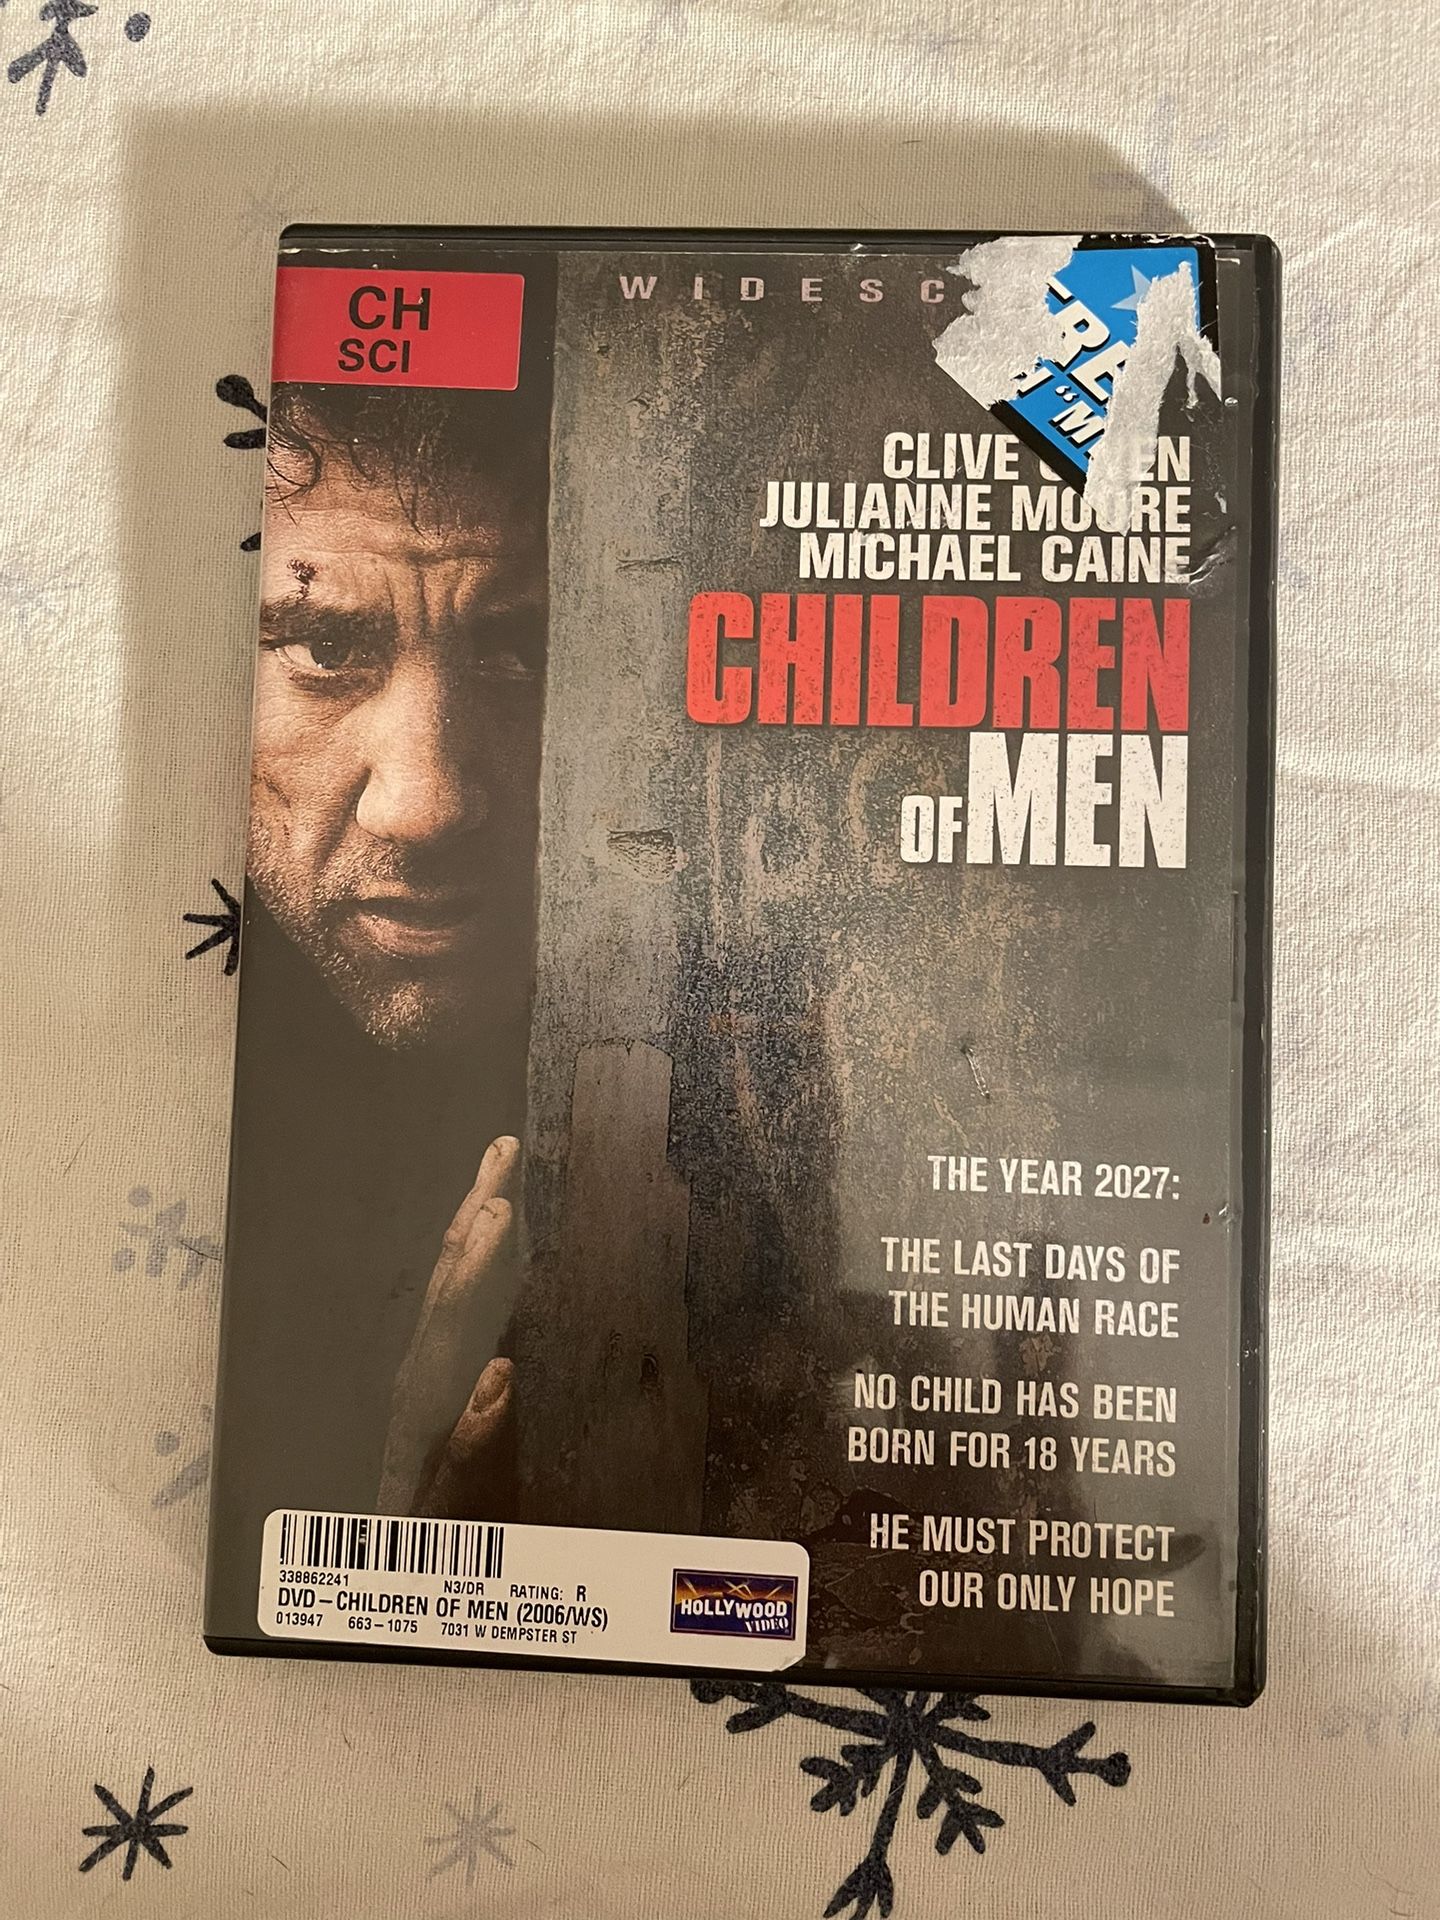 CH
SCI
WIDESC
CLIVE
JULIANNE MOORE
MICHAEL CAINE
CHILDREN
OF MEN
THE YEAR 2027:
THE LAST DAYS OF
THE HUMAN RACE
NO CHILD HAS BEEN
BORN FOR 18 YEARS
HE MUST PROTECT
OUR ONLY HOPE
338862241 N3/DR RATING: R
DVD-CHILDREN OF MEN (2006/WS)
013947 663-1075 7031 W DEMPSTER ST
HOLLYWOOD
VIDEO